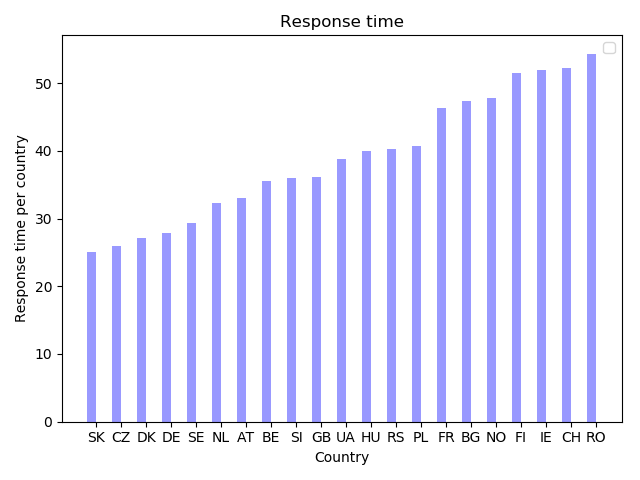 Response time
Response time per country
50
40
30
20
10
0
SK CZ DK DE SE NL AT BE SI GB UA HU RS PL FR BG NO FI IE CH RO
Country